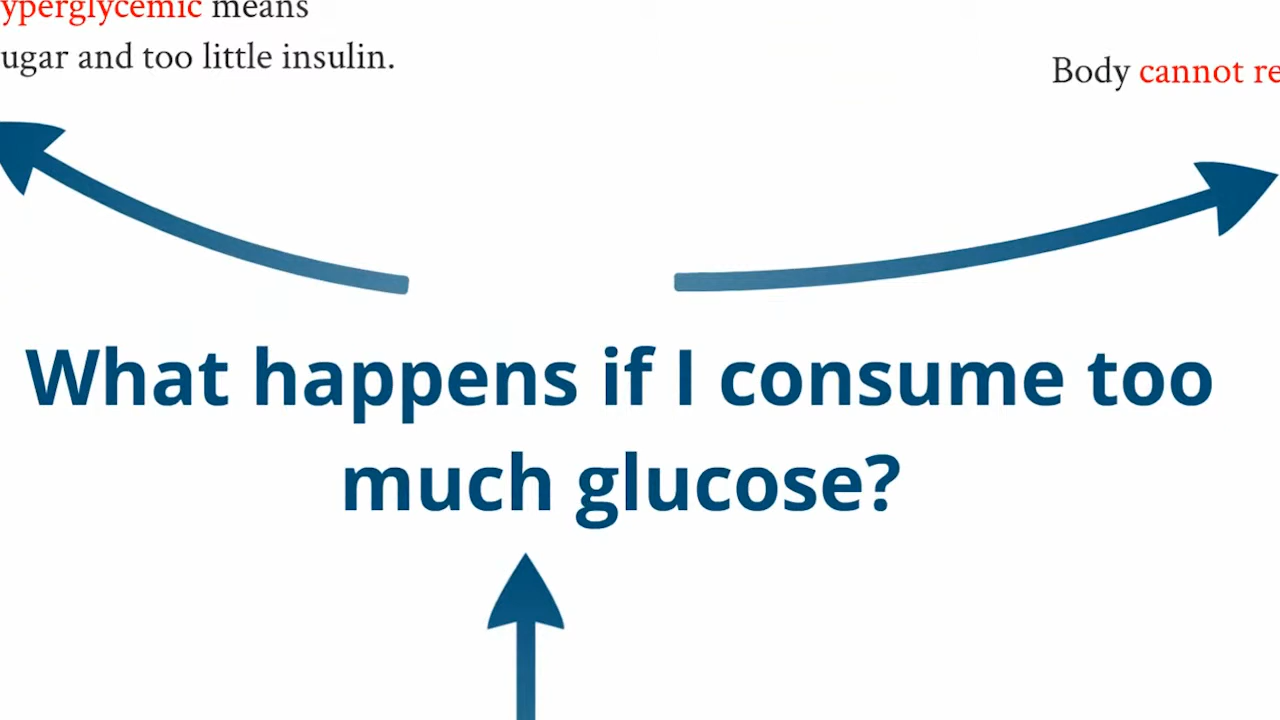 yperglycemic means
ugar and too little insulin.
Body cannot re
What happens if I consume too
much glucose?